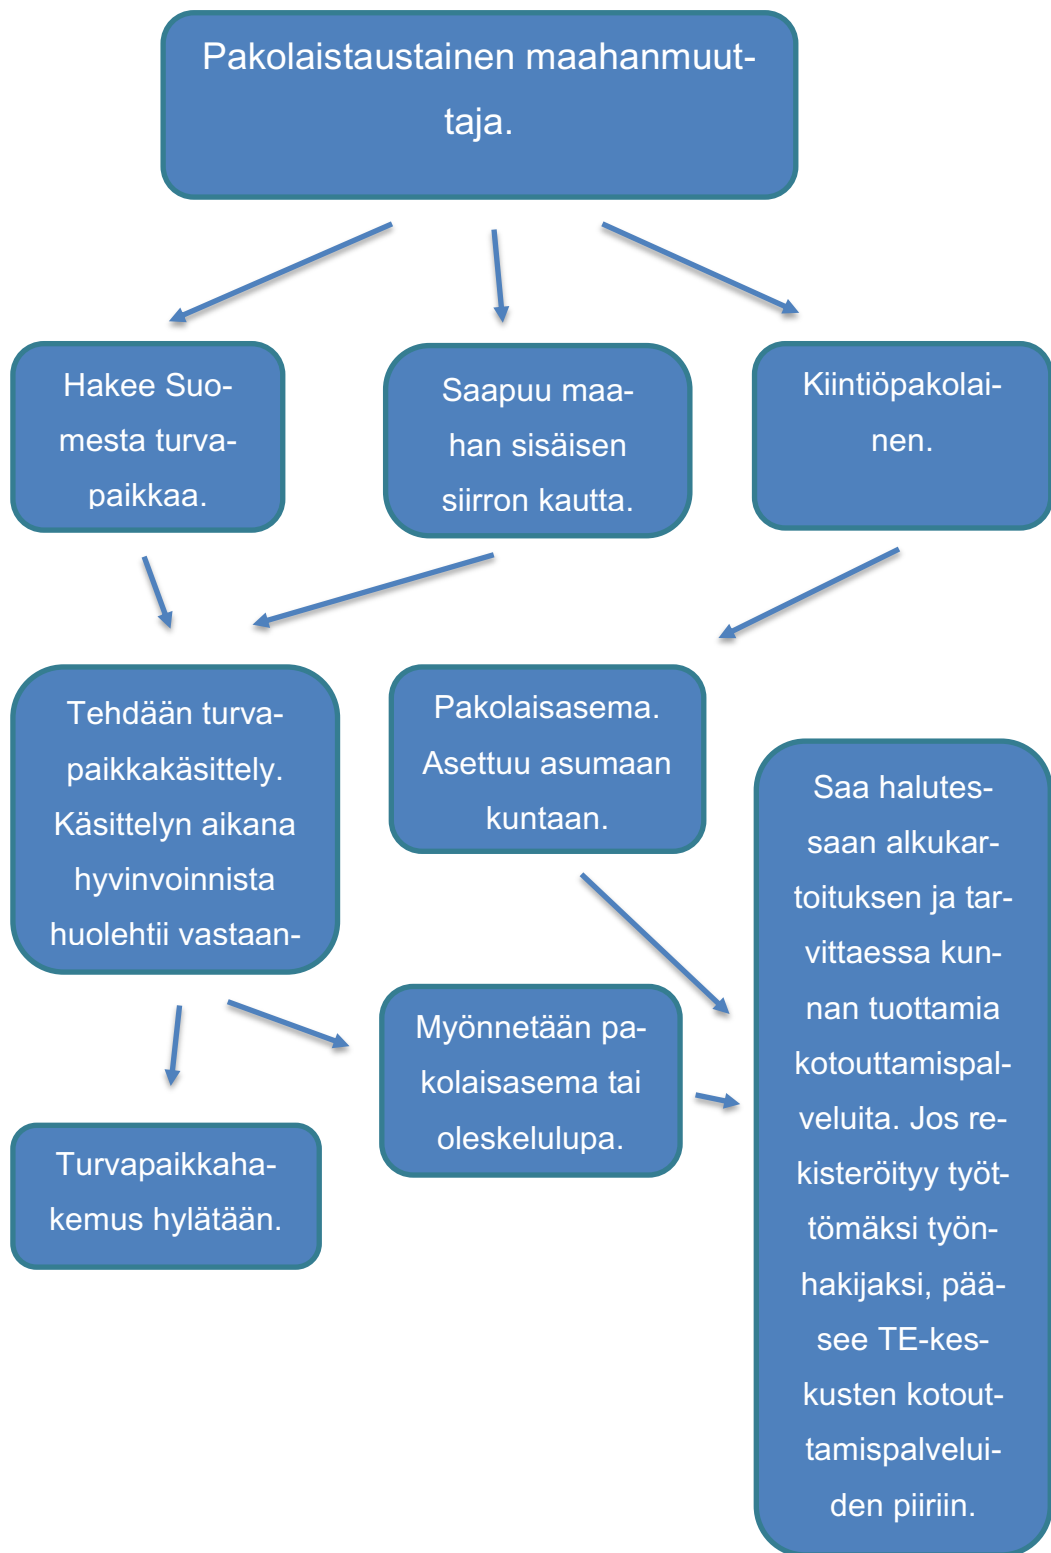 Pakolaistaustainen maahanmuut-
taja.
Hakee Suo-
mesta turva-
paikkaa.
Saapuu maa-
han sisäisen
siirron kautta.
Kiintiöpakolai-
nen.
Tehdään turva-
paikkakäsittely.
Käsittelyn aikana
hyvinvoinnista
huolehtii vastaan-
Pakolaisasema.
Asettuu asumaan
kuntaan.
Saa halutes-
saan alkukar-
toituksen ja tar-
vittaessa kun-
nan tuottamia
kotouttamispal-
veluita. Jos re-
kisteröityy työt-
tömäksi työn-
hakijaksi, pää-
see TE-kes-
kusten kotout-
tamispalvelui-
den piiriin.
Myönnetään pa-
kolaisasema tai
oleskelulupa.
Turvapaikkaha-
kemus hylätään.